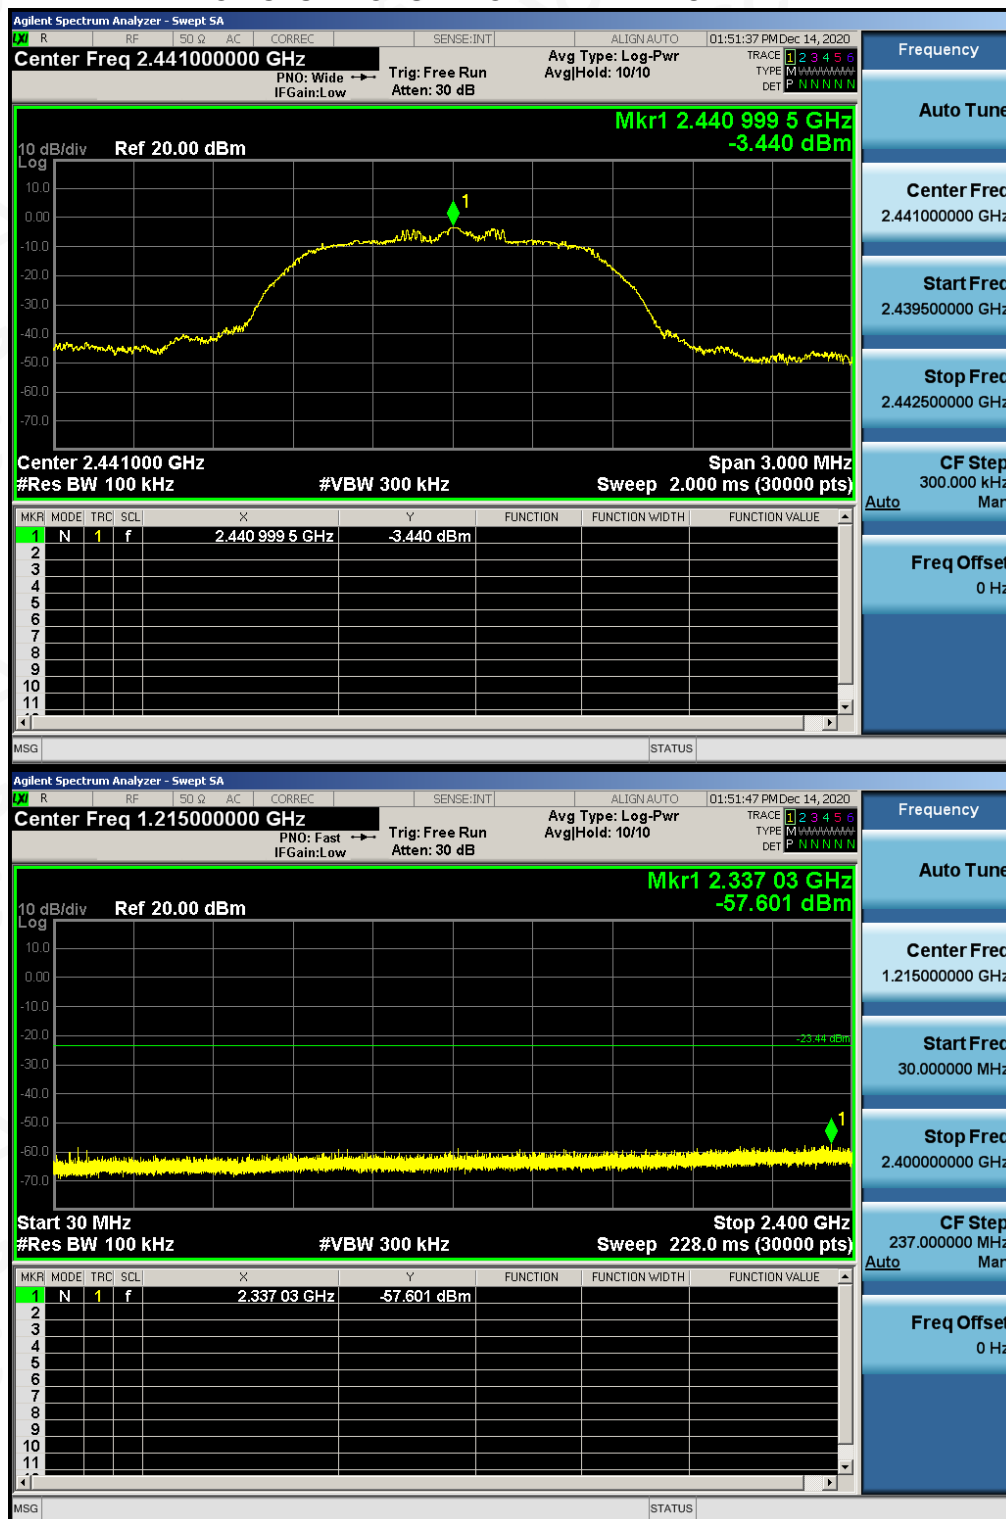 Agilent Spectrum Analyzer - Swept SA
LXI R RF 50 Ω AC CORREC SENSE:INT ALIGN AUTO 01:51:37 PM Dec 14, 2020
Center Freq 2.441000000 GHz
PNO: Wide
IFGain:Low
Trig: Free Run
Atten: 30 dB
Avg Type: Log-Pwr
Avg|Hold: 10/10
TRACE 1 2 3 4 5 6
TYPE M WWWWW
DET P N N N N N
Frequency
Auto Tune
Center Freq
2.441000000 GHz
Start Freq
2.439500000 GHz
Stop Freq
2.442500000 GHz
CF Step
300.000 kHz
Auto Man
Freq Offset
0 Hz
Mkr1 2.440 999 5 GHz
-3.440 dBm
10 dB/div Ref 20.00 dBm
Log
10.0
0.00
-10.0
-20.0
-30.0
-40.0
-50.0
-60.0
-70.0
1
Center 2.441000 GHz Span 3.000 MHz
#Res BW 100 kHz #VBW 300 kHz Sweep 2.000 ms (30000 pts)
MKR MODE TRC SCL X Y FUNCTION FUNCTION WIDTH FUNCTION VALUE
1 N 1 f 2.440 999 5 GHz -3.440 dBm
2
3
4
5
6
7
8
9
10
11
MSG STATUS
Agilent Spectrum Analyzer - Swept SA
LXI R RF 50 Ω AC CORREC SENSE:INT ALIGN AUTO 01:51:47 PM Dec 14, 2020
Center Freq 1.215000000 GHz
PNO: Fast
IFGain:Low
Trig: Free Run
Atten: 30 dB
Avg Type: Log-Pwr
Avg|Hold: 10/10
TRACE 1 2 3 4 5 6
TYPE M WWWWW
DET P N N N N N
Frequency
Auto Tune
Center Freq
1.215000000 GHz
Start Freq
30.000000 MHz
Stop Freq
2.400000000 GHz
CF Step
237.000000 MHz
Auto Man
Freq Offset
0 Hz
Mkr1 2.337 03 GHz
-57.601 dBm
10 dB/div Ref 20.00 dBm
Log
10.0
0.00
-10.0
-20.0
-30.0
-40.0
-50.0
-60.0
-70.0
-23.44 dBm
1
Start 30 MHz Stop 2.400 GHz
#Res BW 100 kHz #VBW 300 kHz Sweep 228.0 ms (30000 pts)
MKR MODE TRC SCL X Y FUNCTION FUNCTION WIDTH FUNCTION VALUE
1 N 1 f 2.337 03 GHz -57.601 dBm
2
3
4
5
6
7
8
9
10
11
MSG STATUS